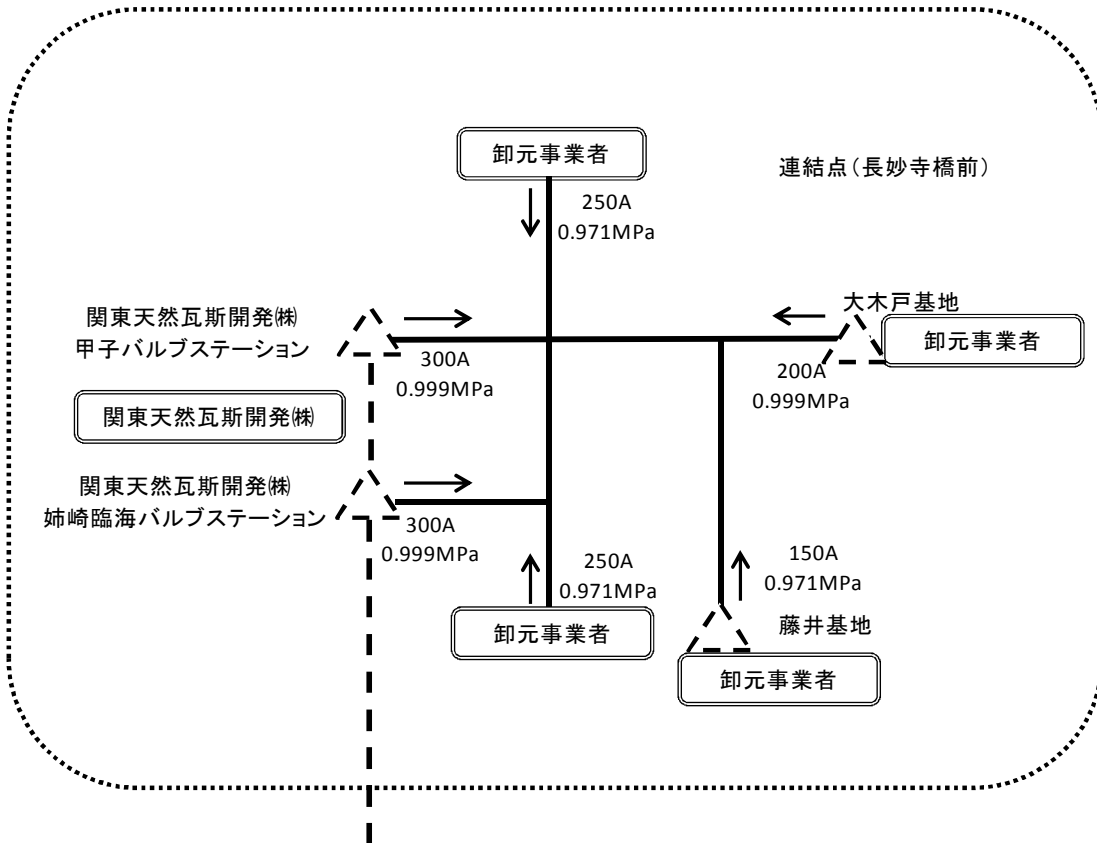 卸元事業者
連結点（長妙寺橋前）
250A
0.971MPa
関東天然瓦斯開発㈱
甲子バルブステーション
300A
0.999MPa
大木戸基地
卸元事業者
200A
0.999MPa
関東天然瓦斯開発㈱
関東天然瓦斯開発㈱
姉崎臨海バルブステーション
300A
0.999MPa
250A
0.971MPa
卸元事業者
150A
0.971MPa
藤井基地
卸元事業者